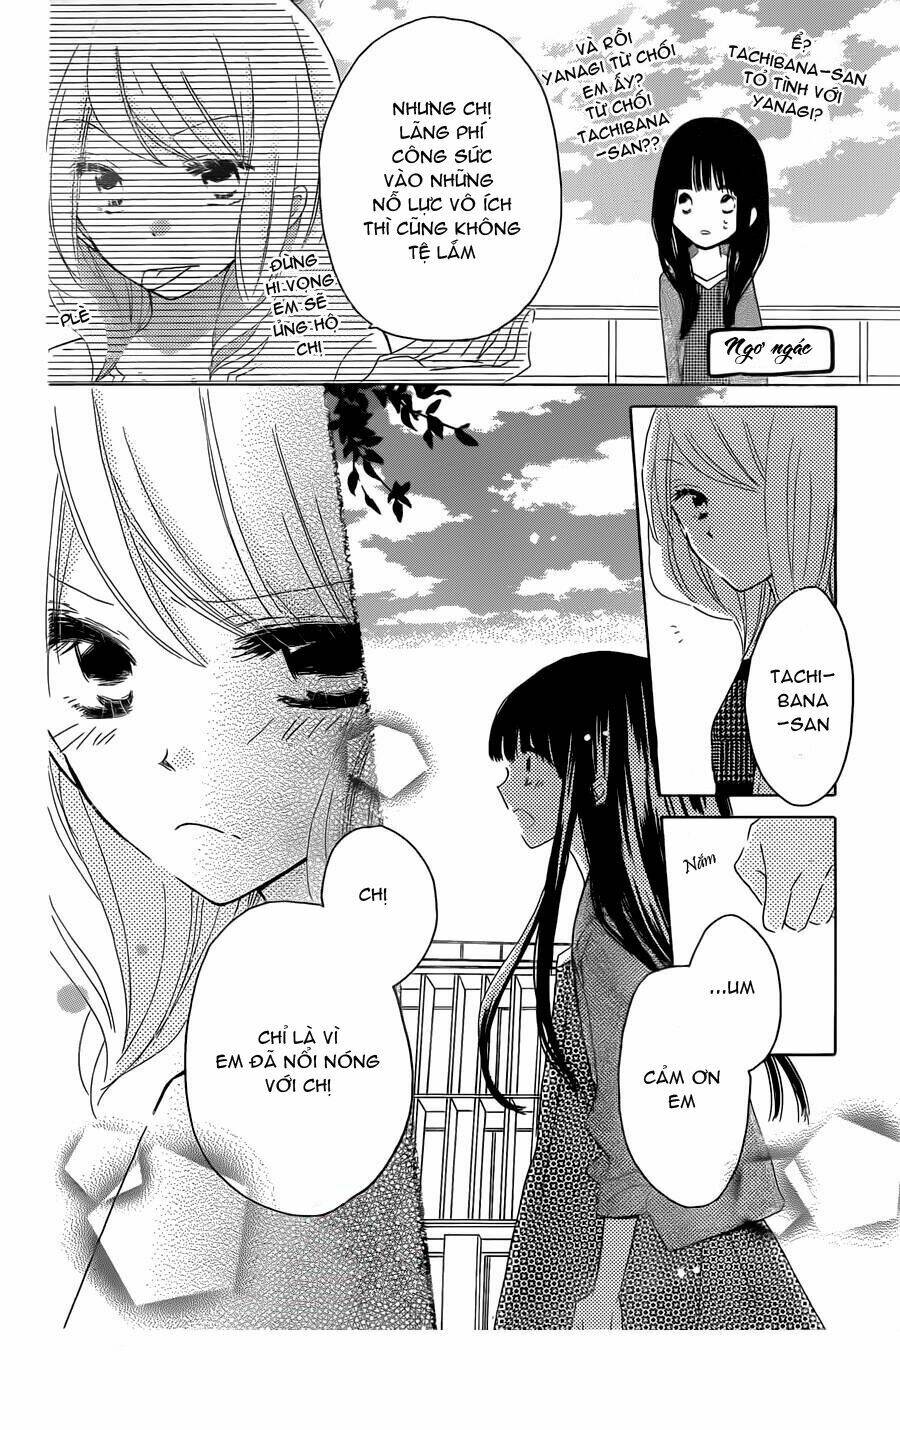 Ể?
TACHIBANA-SAN
TỎ TÌNH VỚI
YANAGI?
VÀ RỒI
YANAGI TỪ CHỐI
EM ẤY?
TỪ CHỐI
TACHIBANA
-SAN??
NHƯNG CHỊ
LÃNG PHÍ
CÔNG SỨC
VÀO NHỮNG
NỖ LỰC VÔ ÍCH
THÌ CŨNG KHÔNG
TỆ LẮM
ĐỪNG
HI VỌNG
EM SẼ
ỦNG HỘ
CHỊ
PLÈ
Ngơ ngác
TACHI-
BANA
-SAN
Nắm
...UM
CẢM ƠN
EM
CHỊ
CHỈ LÀ VÌ
EM ĐÃ NỔI NÓNG
VỚI CHỊ